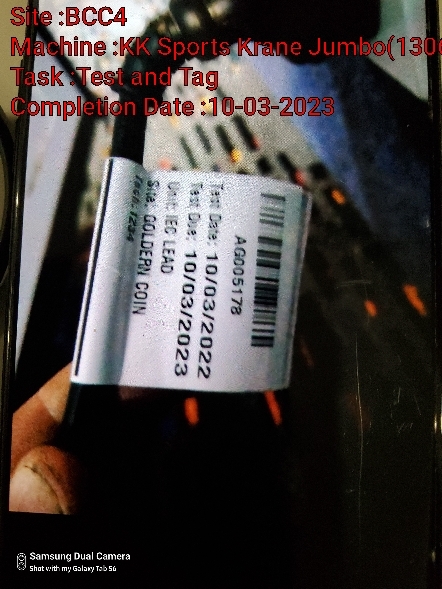 Site :BCC4
Machine :KK Sports Krane Jumbo(1300
Task :Test and Tag
Completion Date :10-03-2023
AG005178
Test Date: 10/03/2022
Test Due: 10/03/2023
Unit: IEC LEAD
Site: GOLDERN COIN
Samsung Dual Camera
Shot with my Galaxy Tab S6